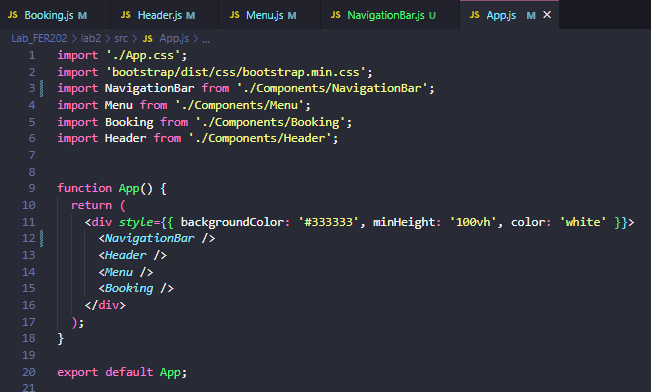 Booking.js M
Header.js M
Menu.js M
NavigationBar.js U
App.js M ×
Lab_FER202 > lab2 > src > JS App.js > ...
1 import './App.css';
2 import 'bootstrap/dist/css/bootstrap.min.css';
3 import NavigationBar from './Components/NavigationBar';
4 import Menu from './Components/Menu';
5 import Booking from './Components/Booking';
6 import Header from './Components/Header';
7
8
9 function App() {
10   return (
11     <div style={{ backgroundColor: '#333333', minHeight: '100vh', color: 'white' }}>
12       <NavigationBar />
13       <Header />
14       <Menu />
15       <Booking />
16     </div>
17   );
18 }
19
20 export default App;
21